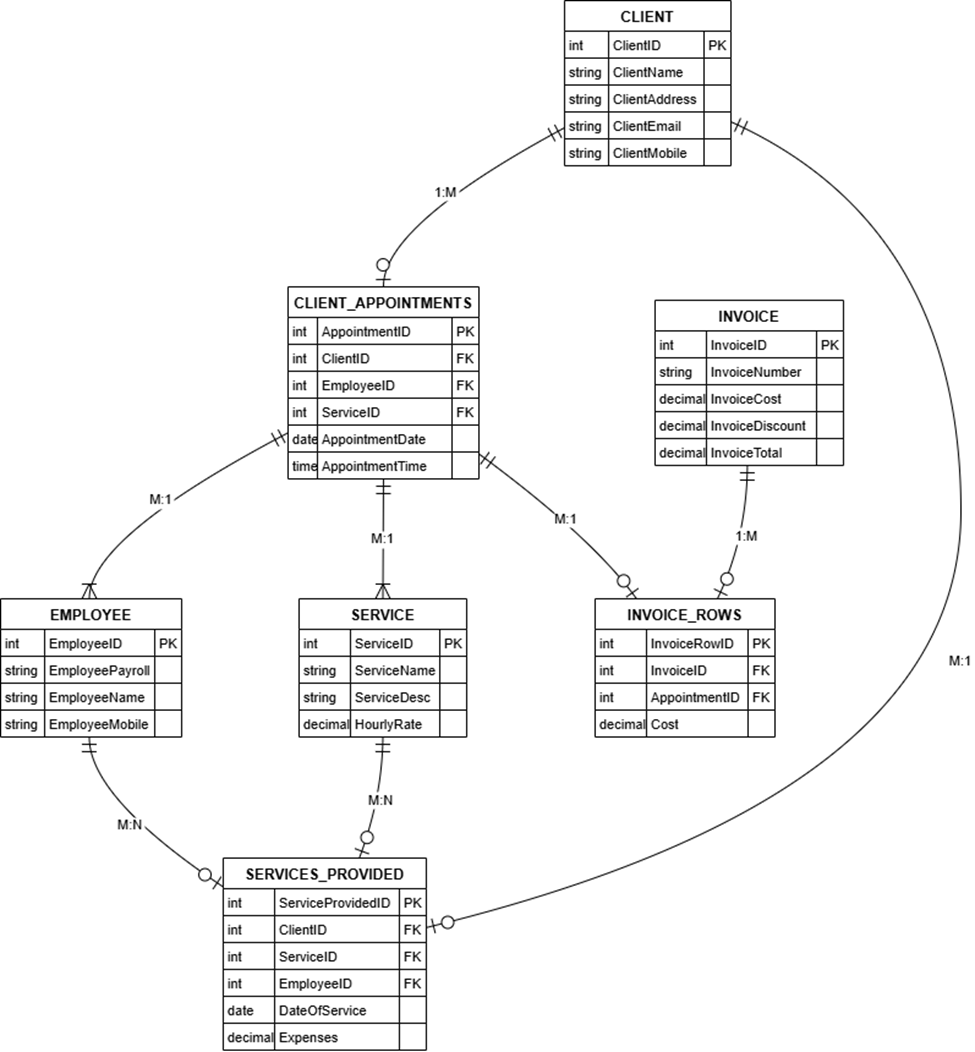 CLIENT
int ClientID PK
string ClientName
string ClientAddress
string ClientEmail
string ClientMobile
1:M
CLIENT_APPOINTMENTS
int AppointmentID PK
int ClientID FK
int EmployeeID FK
int ServiceID FK
date AppointmentDate
time AppointmentTime
INVOICE
int InvoiceID PK
string InvoiceNumber
decimal InvoiceCost
decimal InvoiceDiscount
decimal InvoiceTotal
M:1
M:1
M:1
1:M
EMPLOYEE
int EmployeeID PK
string EmployeePayroll
string EmployeeName
string EmployeeMobile
SERVICE
int ServiceID PK
string ServiceName
string ServiceDesc
decimal HourlyRate
INVOICE_ROWS
int InvoiceRowID PK
int InvoiceID FK
int AppointmentID FK
decimal Cost
M:1
M:N
M:N
SERVICES_PROVIDED
int ServiceProvidedID PK
int ClientID FK
int ServiceID FK
int EmployeeID FK
date DateOfService
decimal Expenses